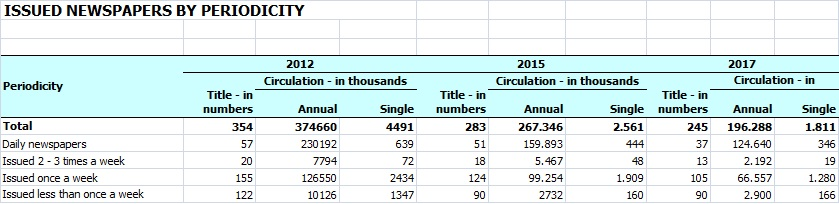 ISSUED NEWSPAPERS BY PERIODICITY
2012 2015 2017
Periodicity Title - in numbers Circulation - in thousands Title - in numbers Circulation - in thousands Title - in numbers Circulation - in
Annual Single Annual Single Annual Single
Total 354 374660 4491 283 267.346 2.561 245 196.288 1.811
Daily newspapers 57 230192 639 51 159.893 444 37 124.640 346
Issued 2 - 3 times a week 20 7794 72 18 5.467 48 13 2.192 19
Issued once a week 155 126550 2434 124 99.254 1.909 105 66.557 1.280
Issued less than once a week 122 10126 1347 90 2732 160 90 2.900 166